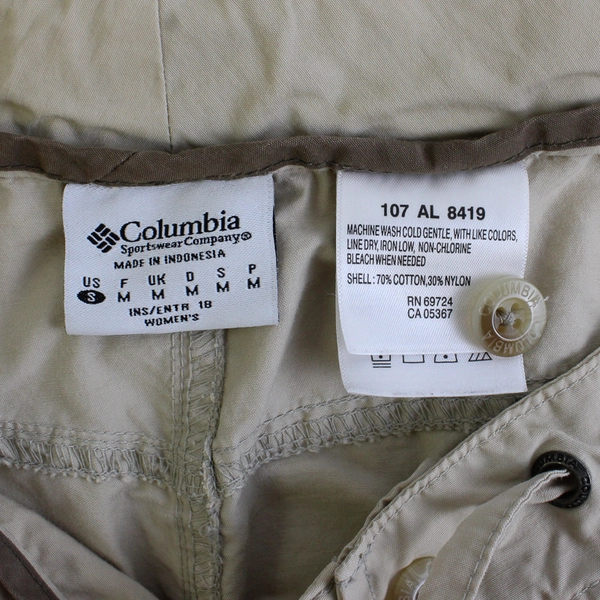 Columbia
Sportswear Company®
MADE IN INDONESIA
US F UK D S P
S M M M M M
INS/ENTR 18
WOMEN'S
107 AL 8419
MACHINE WASH COLD GENTLE, WITH LIKE COLORS,
LINE DRY, IRON LOW, NON-CHLORINE
BLEACH WHEN NEEDED
SHELL: 70% COTTON,30% NYLON
RN 69724
CA 05367
COLUMBIA
COLUMBIA